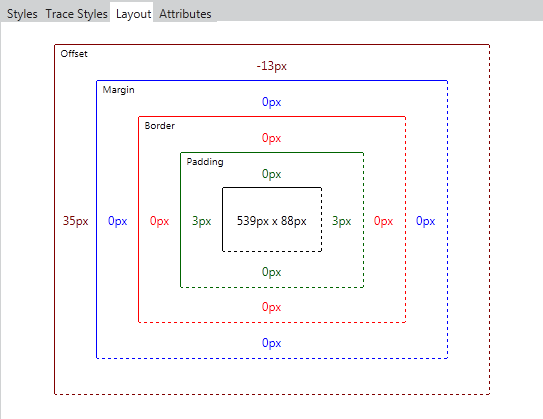 Styles Trace Styles Layout Attributes
Offset
-13px
Margin
0px
Border
0px
Padding
0px
35px 0px 0px 3px 539px x 88px 3px 0px 0px
0px
0px
0px